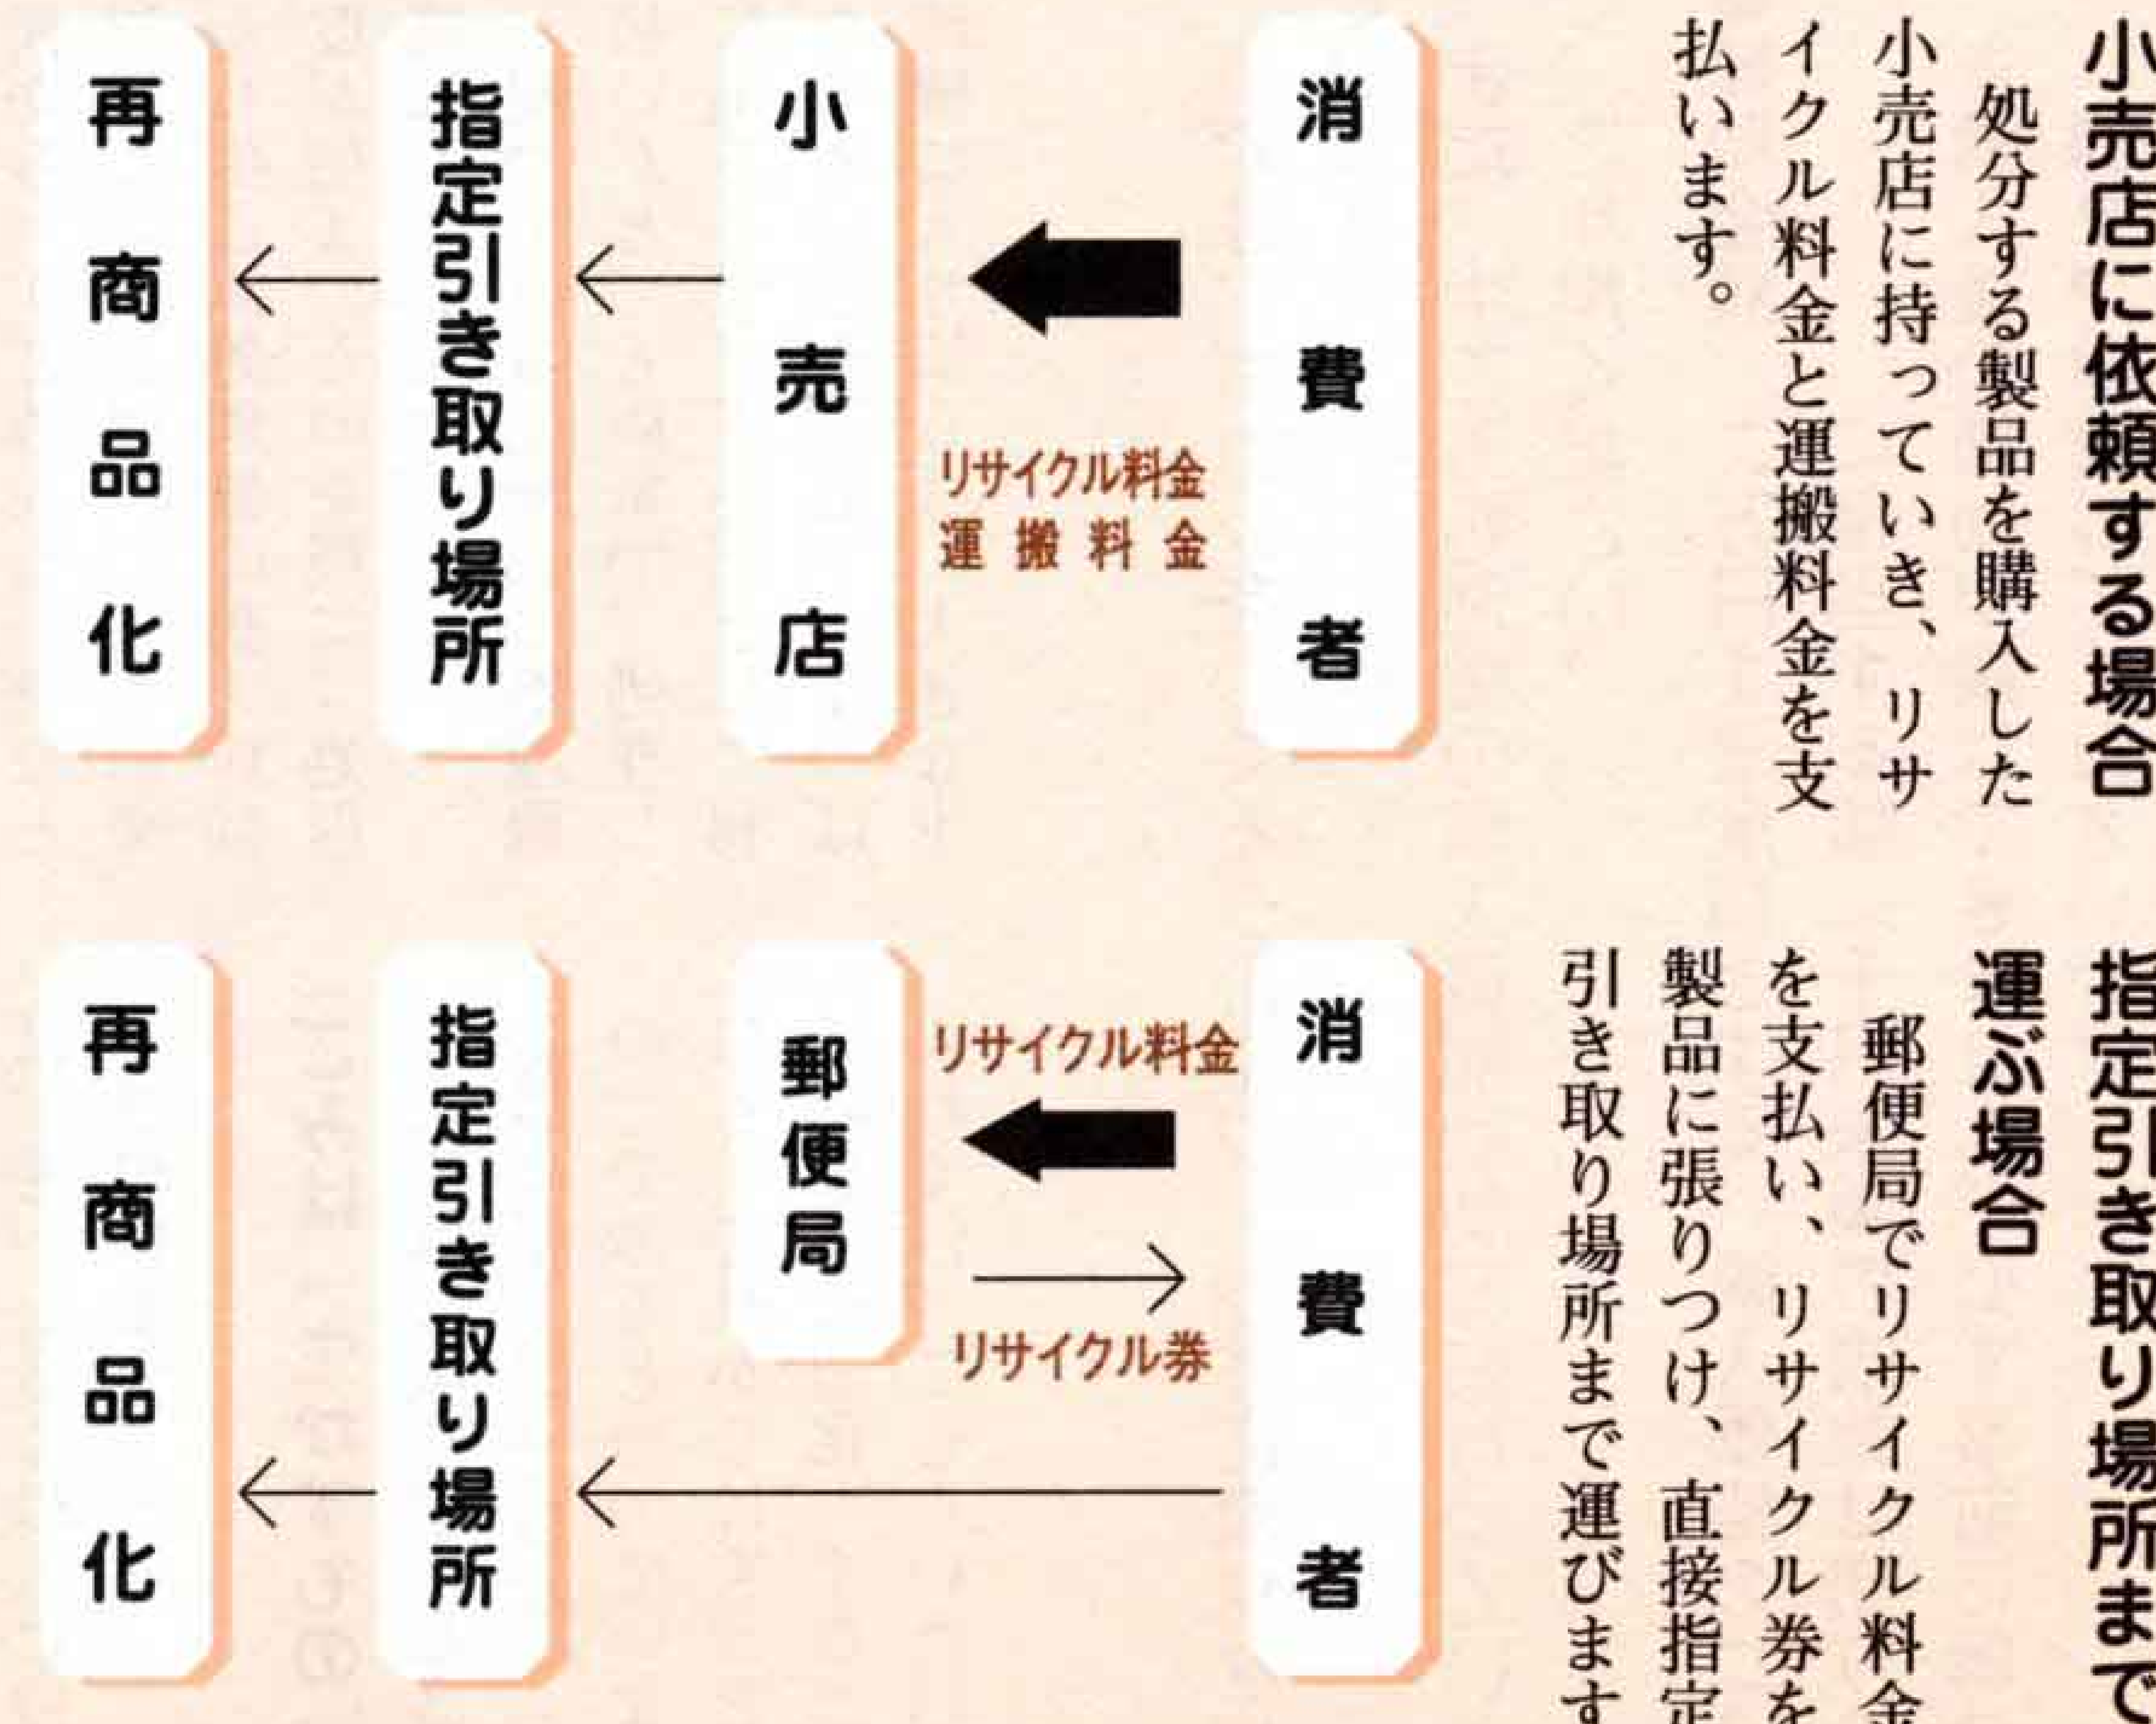 小売店に依頼する場合
処分する製品を購入した
小売店に持っていき、リサ
イクル料金と運搬料金を支
払います。
消費者
リサイクル料金
運搬料金
小売店
指定引き取り場所
再商品化
指定引き取り場所まで
運ぶ場合
郵便局でリサイクル料金
を支払い、リサイクル券を
製品に張りつけ、直接指定
引き取り場所まで運びます
消費者
リサイクル料金
リサイクル券
郵便局
指定引き取り場所
再商品化